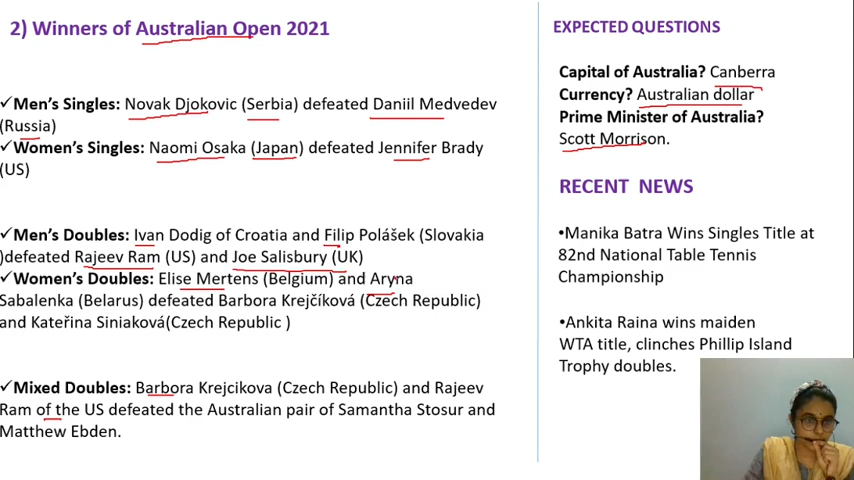 2) Winners of Australian Open 2021
✓Men's Singles: Novak Djokovic (Serbia) defeated Daniil Medvedev
(Russia)
✓Women's Singles: Naomi Osaka (Japan) defeated Jennifer Brady
(US)
✓Men's Doubles: Ivan Dodig of Croatia and Filip Polášek (Slovakia
)defeated Rajeev Ram (US) and Joe Salisbury (UK)
✓Women's Doubles: Elise Mertens (Belgium) and Aryna
Sabalenka (Belarus) defeated Barbora Krejčíková (Czech Republic)
and Kateřina Siniaková(Czech Republic )
✓Mixed Doubles: Barbora Krejcikova (Czech Republic) and Rajeev
Ram of the US defeated the Australian pair of Samantha Stosur and
Matthew Ebden.
EXPECTED QUESTIONS
Capital of Australia? Canberra
Currency? Australian dollar
Prime Minister of Australia?
Scott Morrison.
RECENT NEWS
•Manika Batra Wins Singles Title at
82nd National Table Tennis
Championship
•Ankita Raina wins maiden
WTA title, clinches Phillip Island
Trophy doubles.